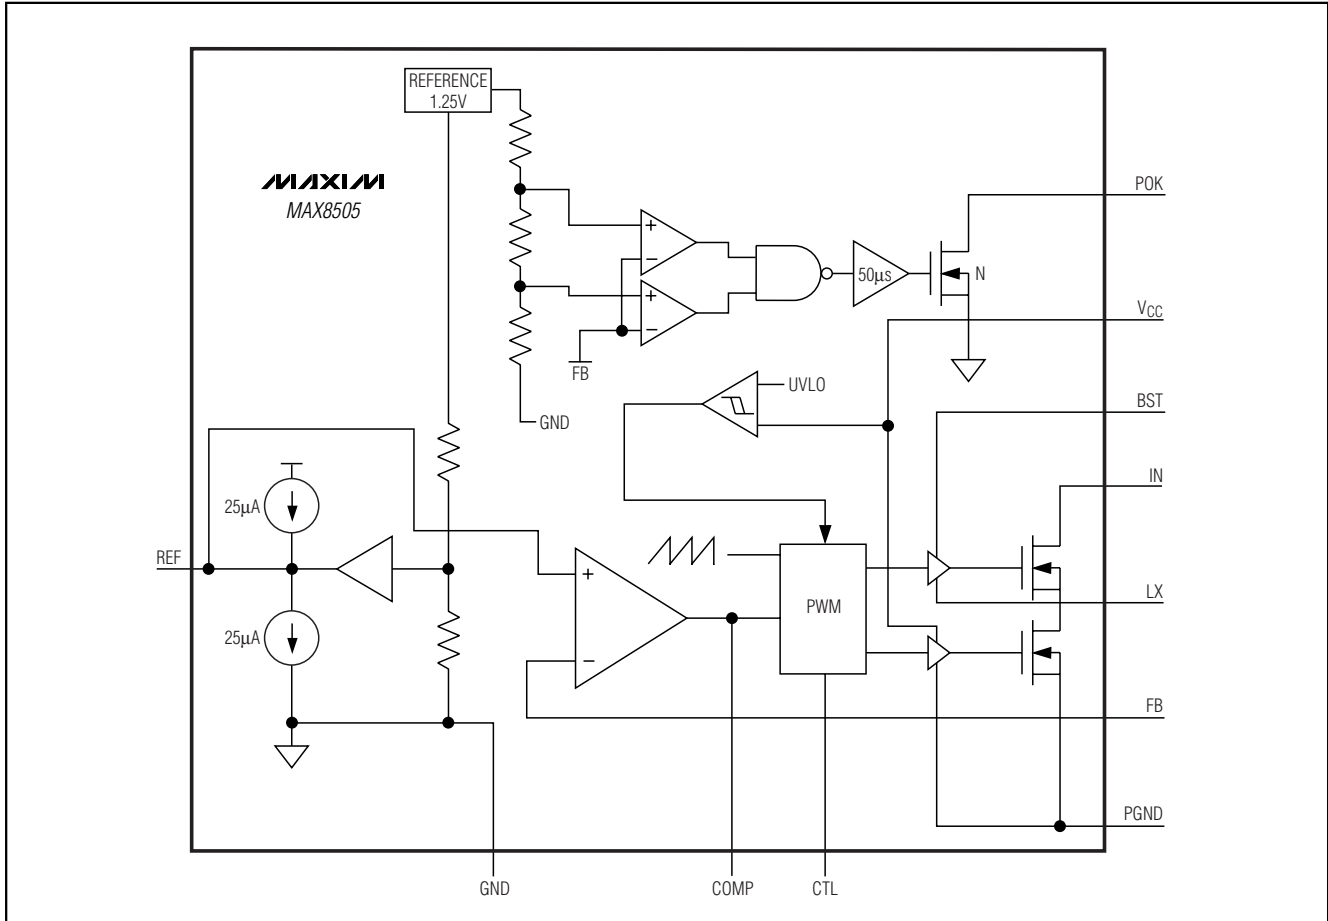 REFERENCE
1.25V
MAXIM
MAX8505
POK
+
−
50µs
N
+
−
VCC
FB
UVLO
BST
GND
IN
25µA
REF
+
PWM
LX
25µA
−
FB
PGND
GND
COMP
CTL